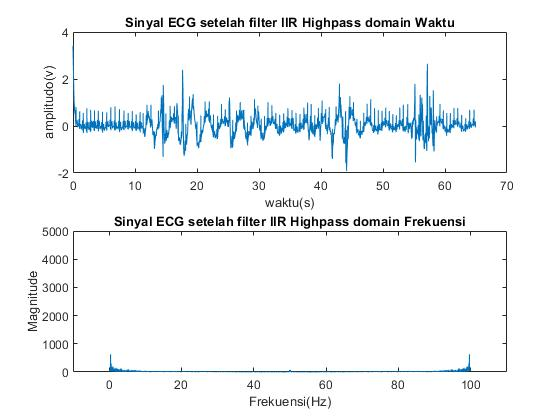 Sinyal ECG setelah filter IIR Highpass domain Waktu
4
2
0
-2
amplitudo(v)
0 10 20 30 40 50 60 70
waktu(s)
Sinyal ECG setelah filter IIR Highpass domain Frekuensi
5000
4000
3000
2000
1000
0
Magnitude
0 20 40 60 80 100
Frekuensi(Hz)